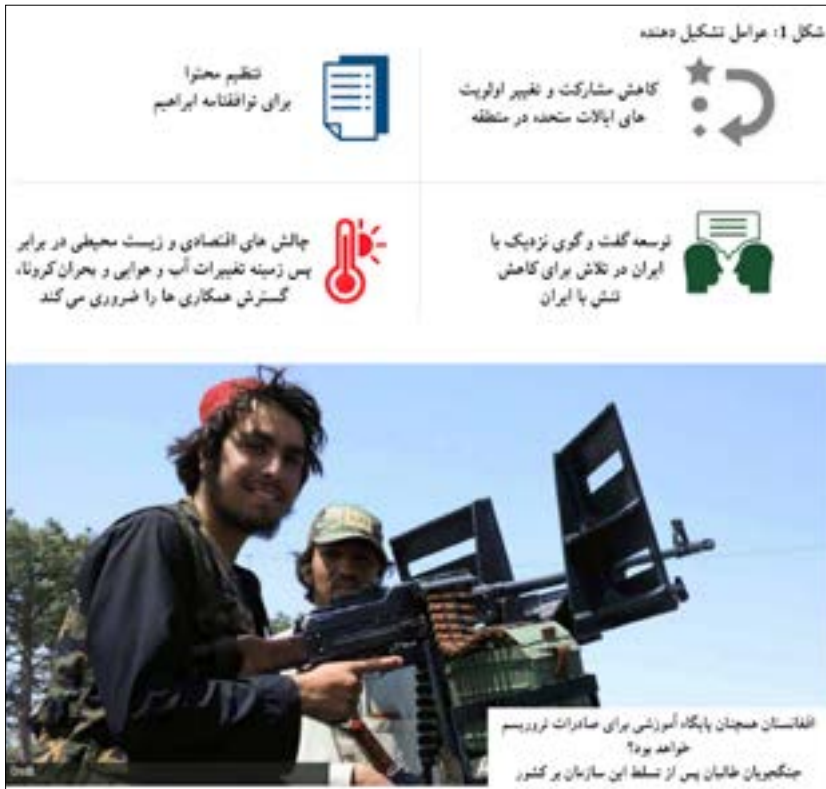 شکل 1: عوامل تشکیل دهنده
کاهش مشارکت و تغییر اولویت
های ایالات متحده در منطقه
تنظیم محتوا
برای توافقنامه ابراهیم
توسعه گفت و گوی نزدیک با
ایران در تلاش برای کاهش
تنش با ایران
چالش های اقتصادی و زیست محیطی در برابر
پس زمینه تغییرات آب و هوایی و بحران کرونا،
گسترش همکاری ها را ضروری می کند
افغانستان همچنان پایگاه آموزشی برای صادرات تروریسم
خواهد بود؟
جنگجویان طالبان پس از تسلط این سازمان بر کشور